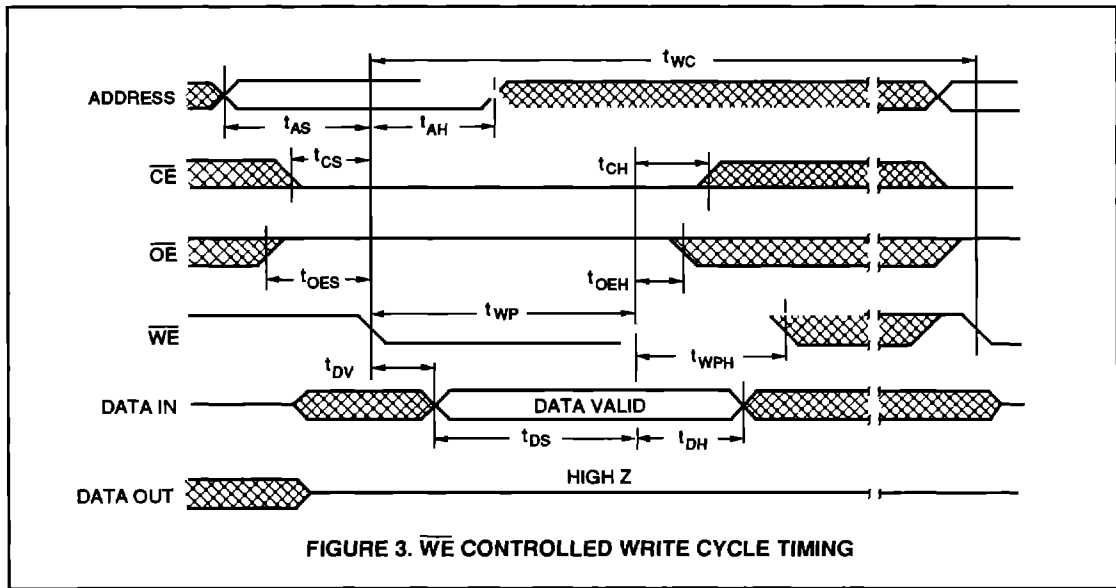 tWC
ADDRESS
tAS
tAH
tCS
tCH
CE
OE
tOES
tOEH
tWP
WE
tDV
tWPH
DATA IN
DATA VALID
tDS
tDH
HIGH Z
DATA OUT
FIGURE 3. WE CONTROLLED WRITE CYCLE TIMING